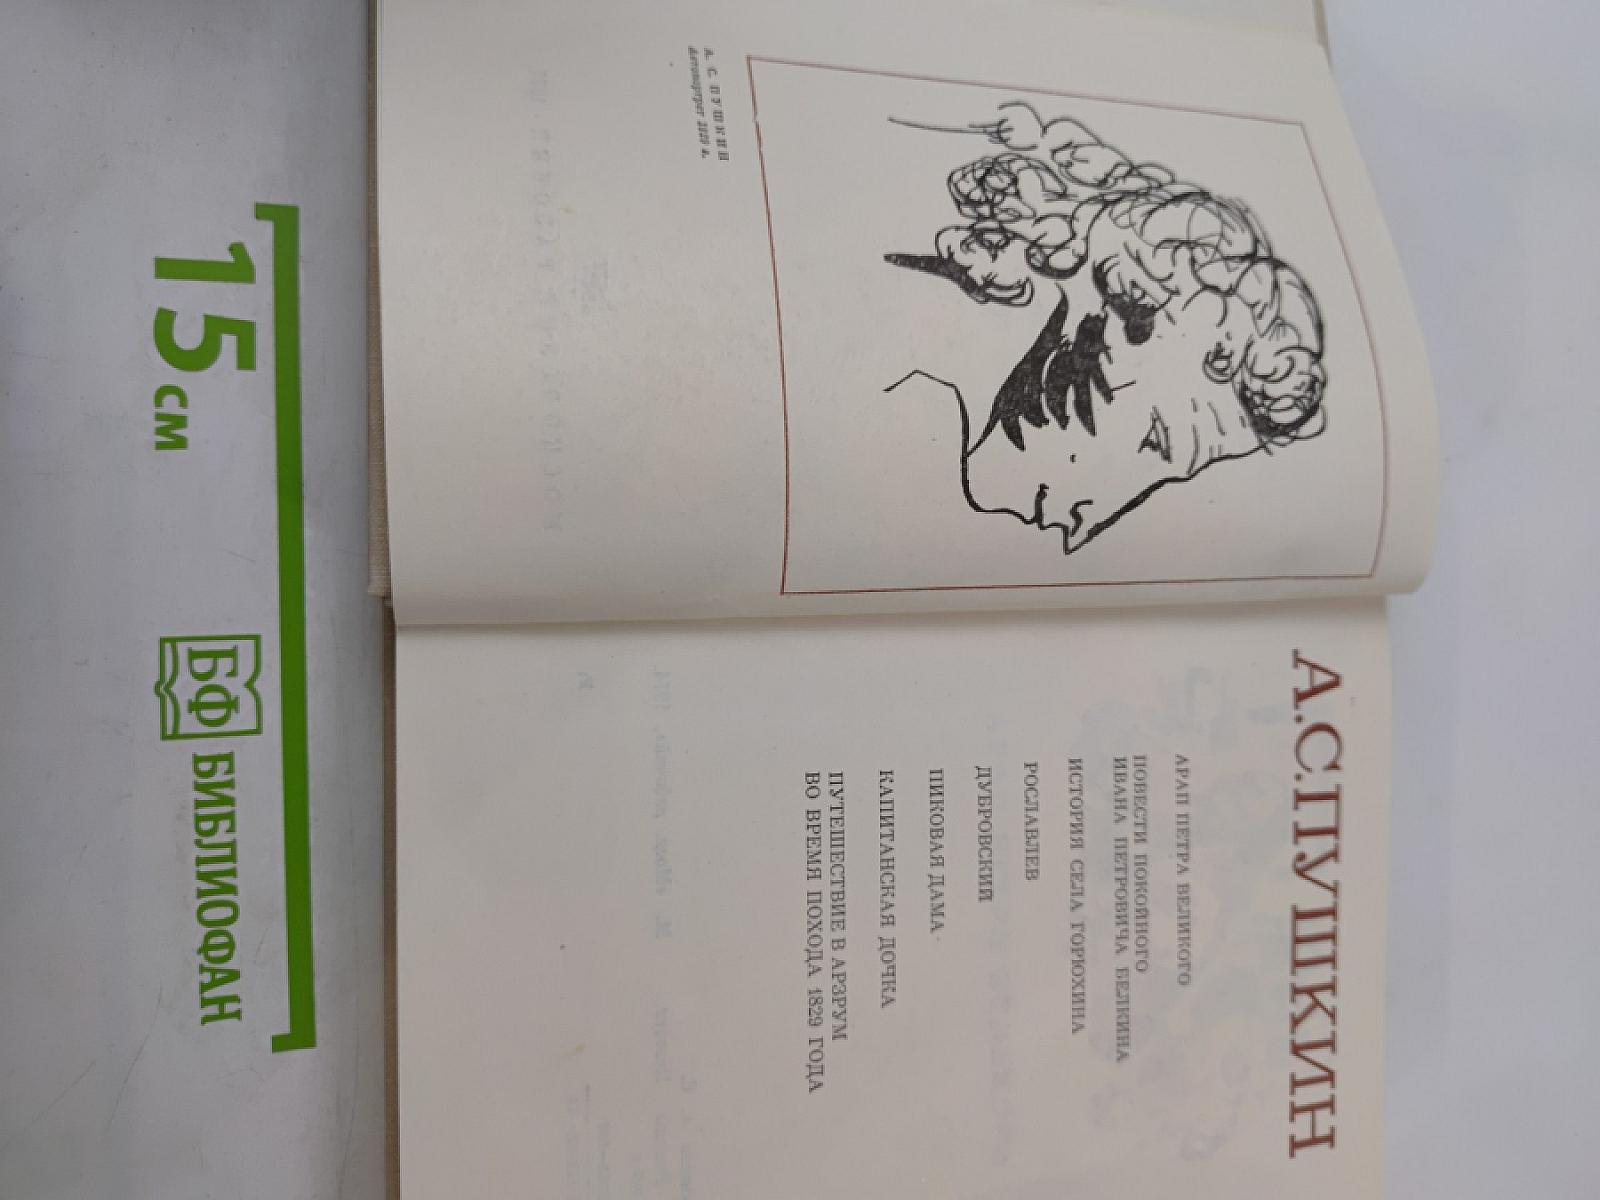 А. С. ПУШКИН
Автопортрет 1829 г.
А.С.ПУШКИН
АРАП ПЕТРА ВЕЛИКОГО
ПОВЕСТИ ПОКОЙНОГО
ИВАНА ПЕТРОВИЧА БЕЛКИНА
ИСТОРИЯ СЕЛА ГОРЮХИНА
РОСЛАВЛЕВ
ДУБРОВСКИЙ
ПИКОВАЯ ДАМА
КАПИТАНСКАЯ ДОЧКА
ПУТЕШЕСТВИЕ В АРЗРУМ
ВО ВРЕМЯ ПОХОДА 1829 ГОДА
15 см
БФ БИБЛИОФАН